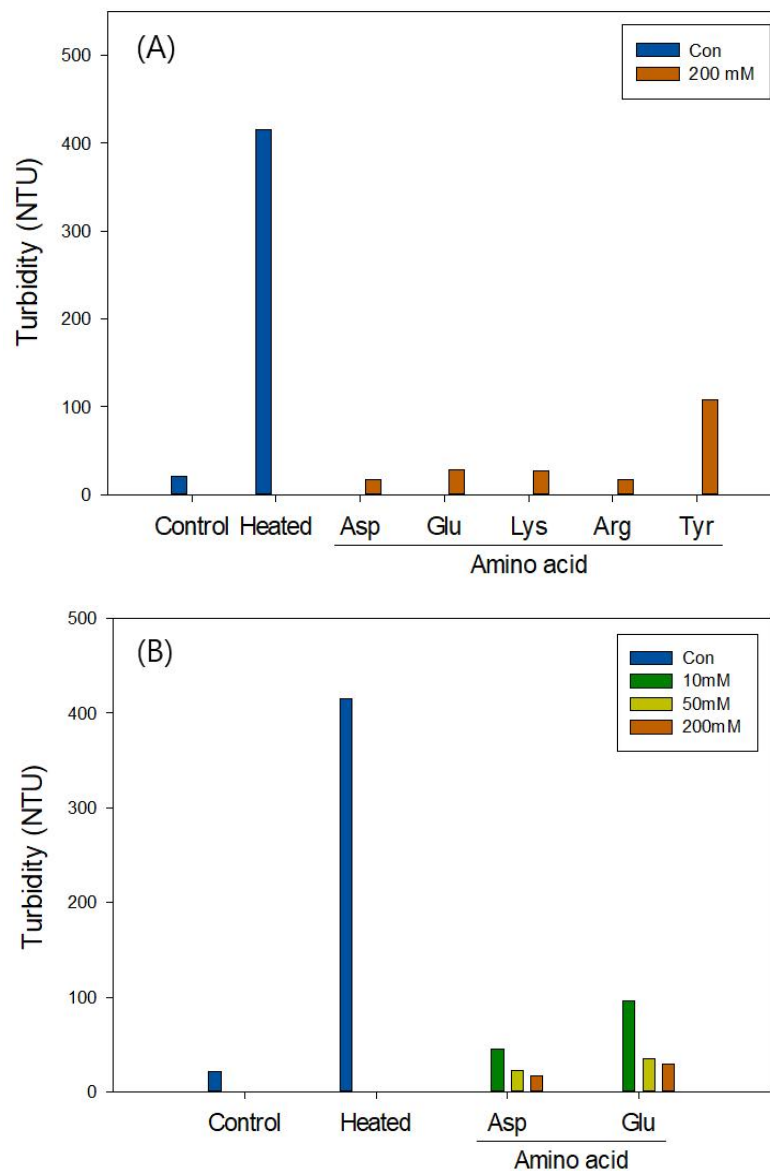 (A)
Con
200 mM
500
400
300
200
100
0
Turbidity (NTU)
Control Heated Asp Glu Lys Arg Tyr
Amino acid
(B)
Con
10mM
50mM
200mM
500
400
300
200
100
0
Turbidity (NTU)
Control Heated Asp Glu
Amino acid